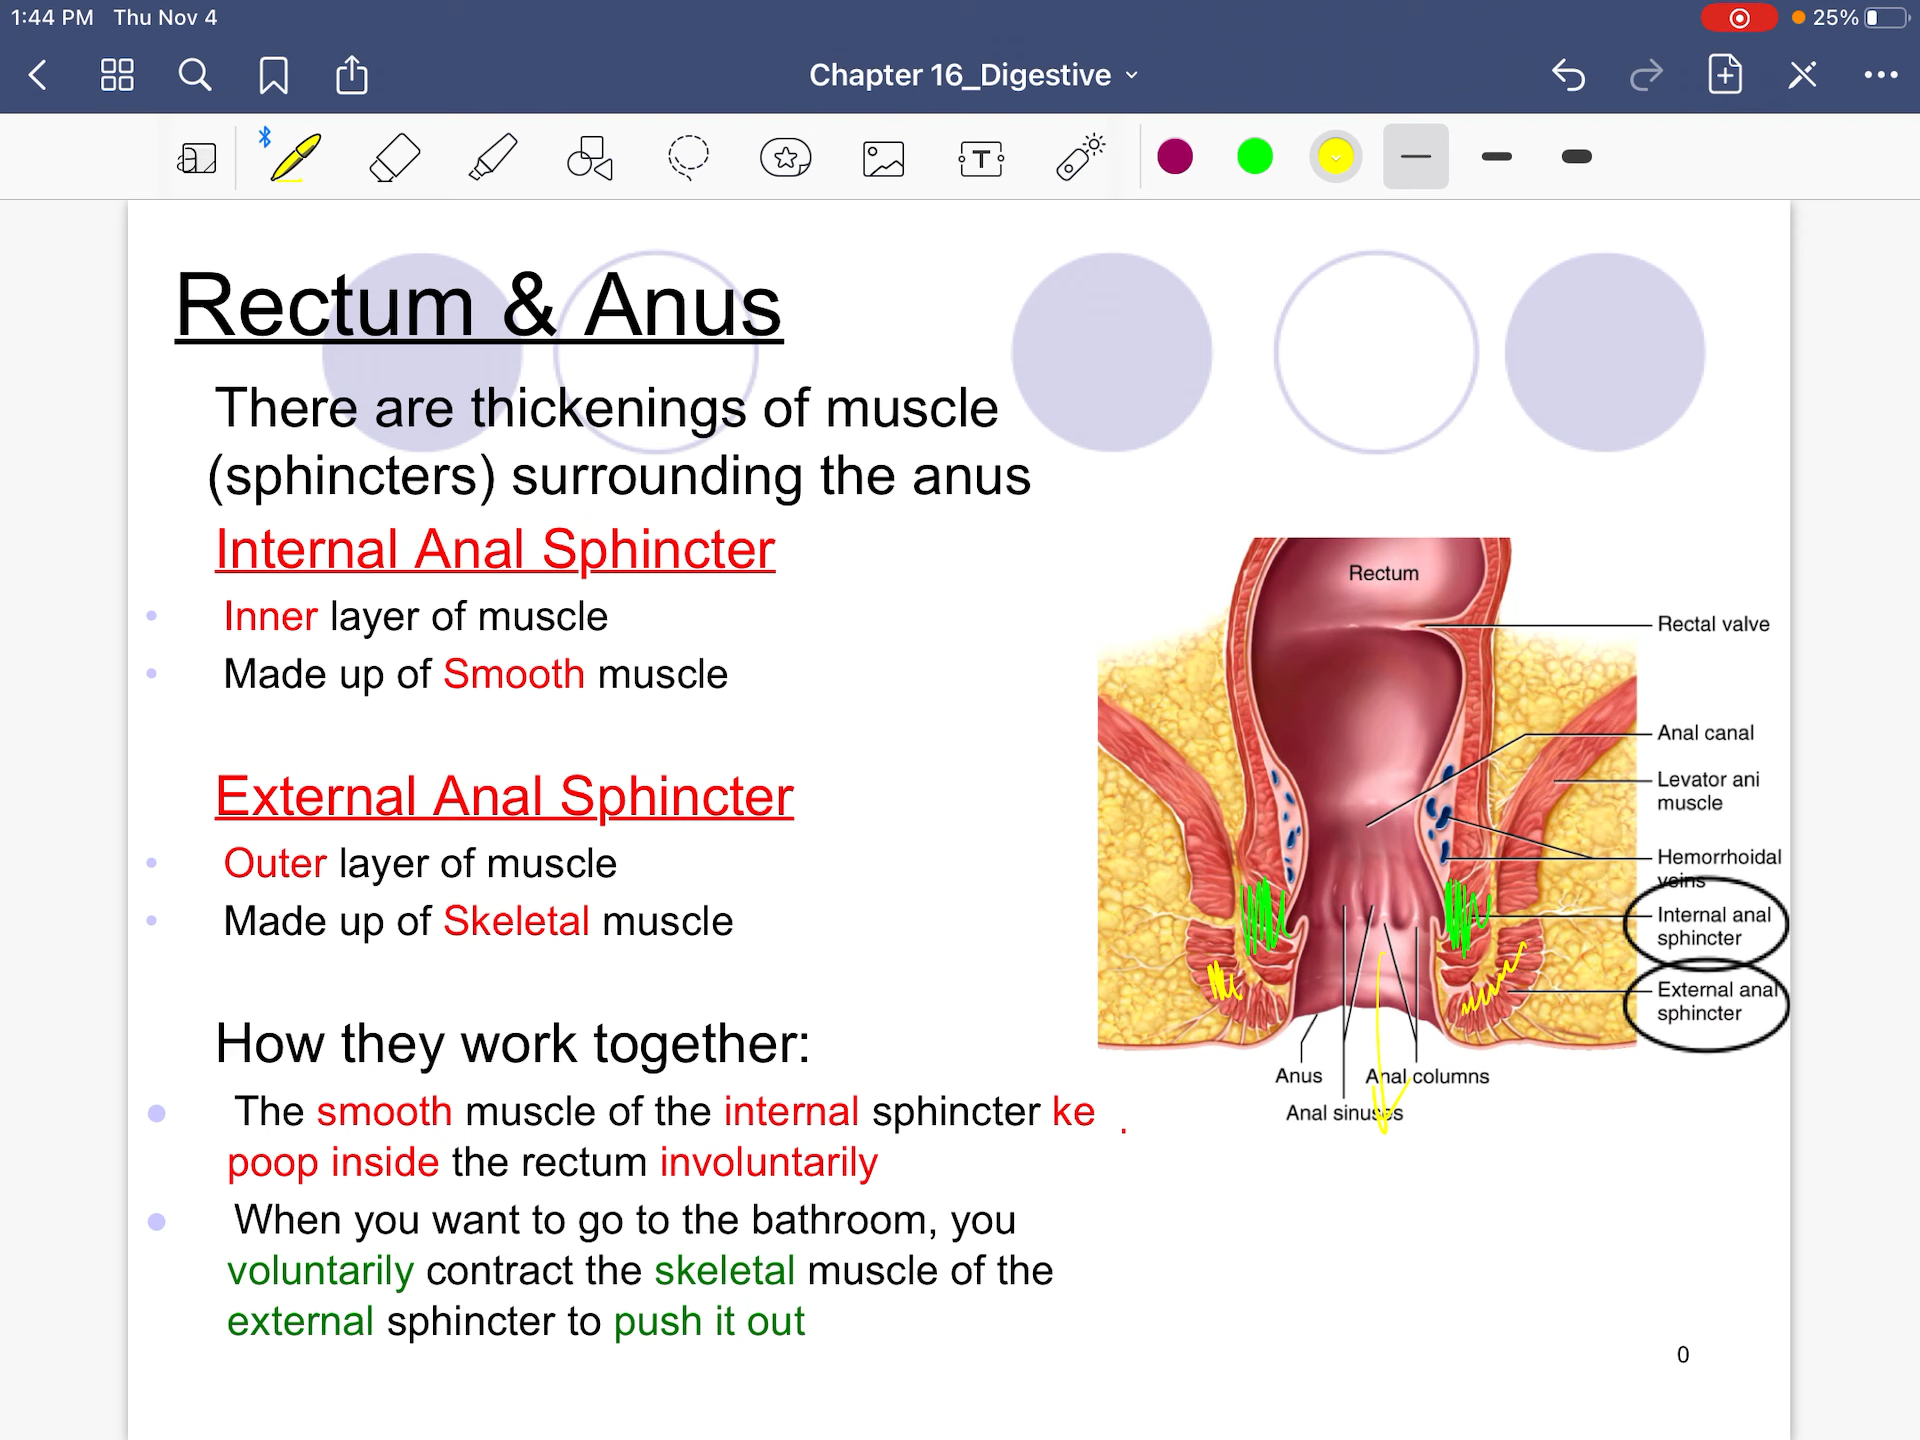 1:44 PM Thu Nov 4
25%
Chapter 16_Digestive
Rectum & Anus
There are thickenings of muscle
(sphincters) surrounding the anus
Internal Anal Sphincter
Inner layer of muscle
Made up of Smooth muscle
External Anal Sphincter
Outer layer of muscle
Made up of Skeletal muscle
How they work together:
The smooth muscle of the internal sphincter ke
poop inside the rectum involuntarily
When you want to go to the bathroom, you
voluntarily contract the skeletal muscle of the
external sphincter to push it out
Rectum
Rectal valve
Anal canal
Levator ani
muscle
Hemorrhoidal
veins
Internal anal
sphincter
External anal
sphincter
Anus
Anal columns
Anal sinuses
0